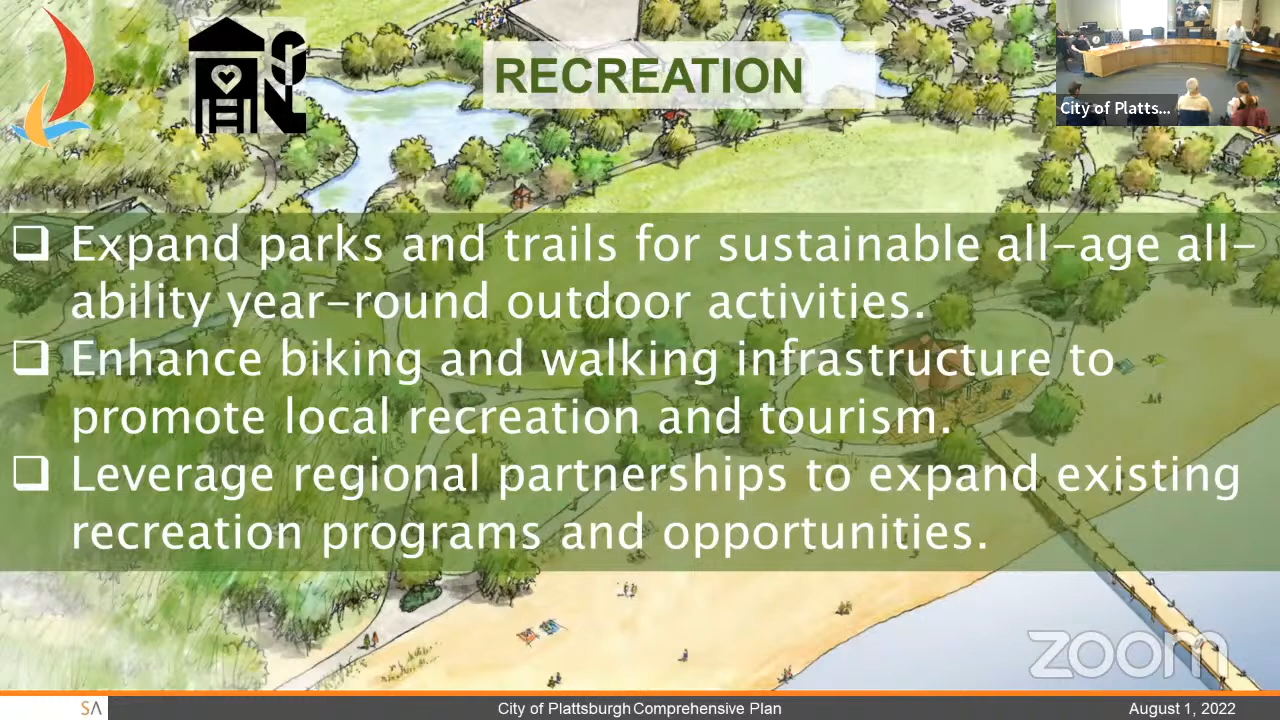 RECREATION
City of Platts...
❑ Expand parks and trails for sustainable all-age all-
ability year-round outdoor activities.
❑ Enhance biking and walking infrastructure to
promote local recreation and tourism.
❑ Leverage regional partnerships to expand existing
recreation programs and opportunities.
zoom
SA
City of Plattsburgh Comprehensive Plan
August 1, 2022